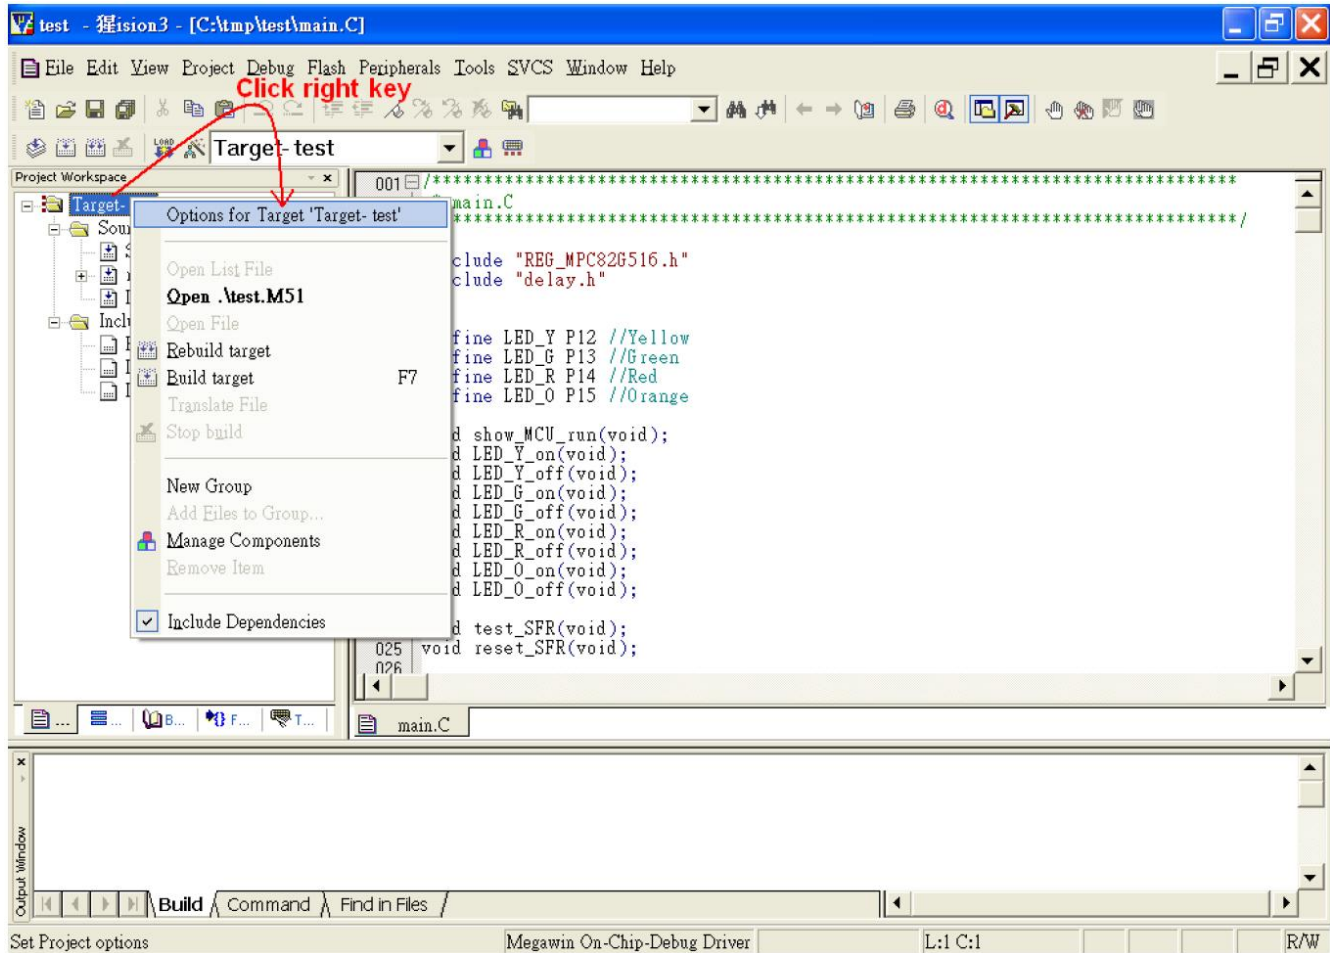 test - 猩ision3 - [C:\tmp\test\main.C]
File Edit View Project Debug Flash Peripherals Tools SVCS Window Help
Click right key
LOAD
Target- test
Project Workspace
Target-
Sou
Inclu
Options for Target 'Target- test'
Open List File
Open .\test.M51
Open File
Rebuild target
Build target F7
Translate File
Stop build
New Group
Add Files to Group...
Manage Components
Remove Item
Include Dependencies
001 /*****************************************************************************
main.C
*****************************************************************************/
clude "REG_MPC82G516.h"
clude "delay.h"
fine LED_Y P12 //Yellow
fine LED_G P13 //Green
fine LED_R P14 //Red
fine LED_O P15 //Orange
d show_MCU_run(void);
d LED_Y_on(void);
d LED_Y_off(void);
d LED_G_on(void);
d LED_G_off(void);
d LED_R_on(void);
d LED_R_off(void);
d LED_O_on(void);
d LED_O_off(void);
d test_SFR(void);
025 void reset_SFR(void);
026
... ... B... F... T...
main.C
Output Window
Build Command Find in Files
Set Project options Megawin On-Chip-Debug Driver L:1 C:1 R/W